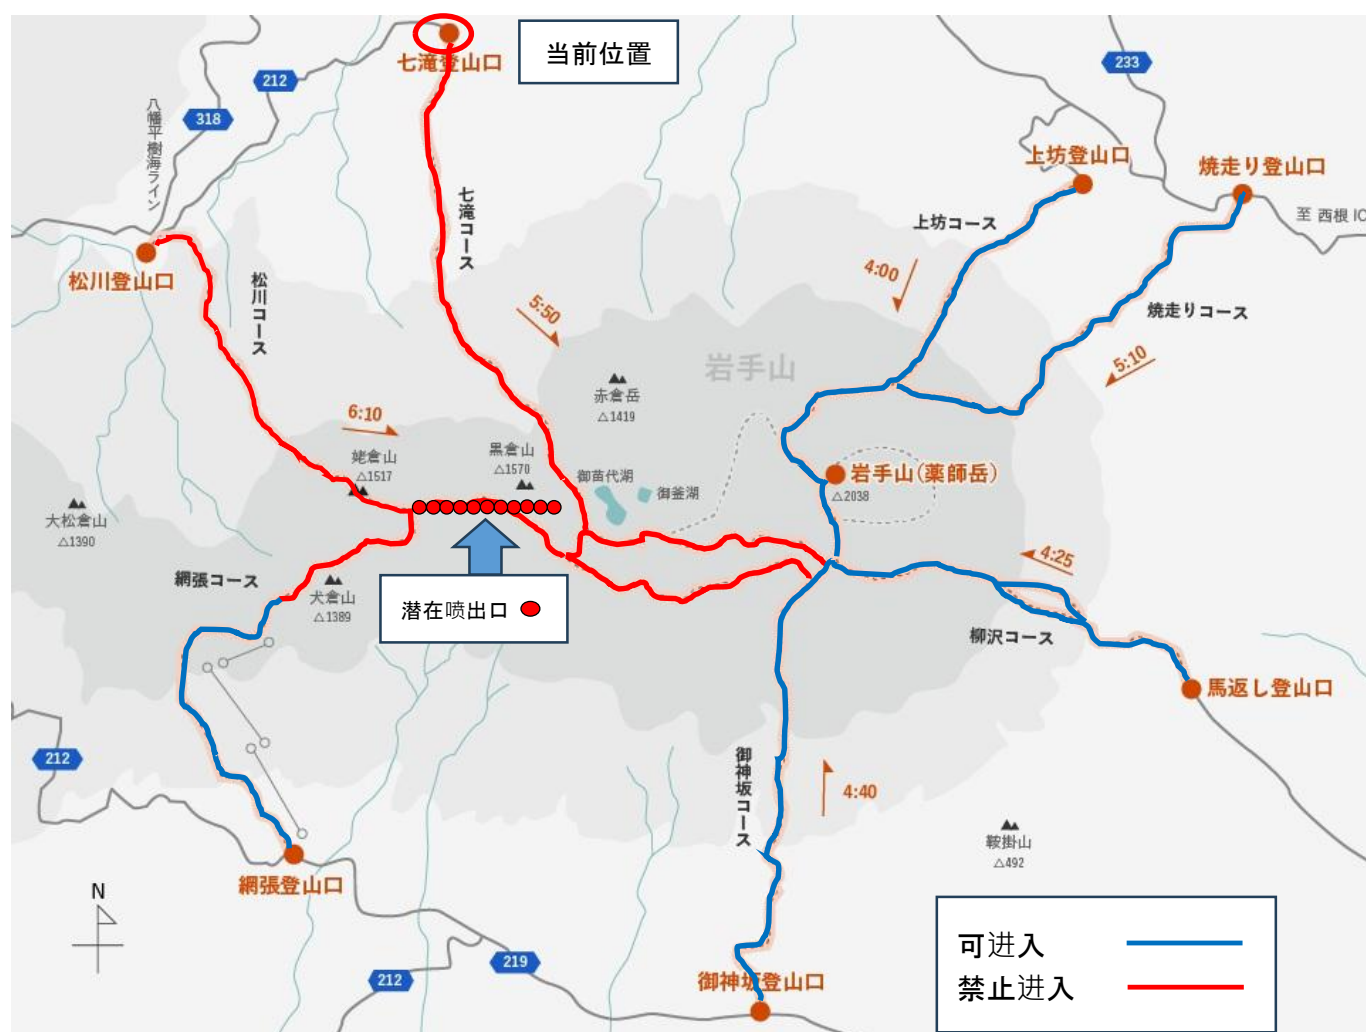 当前位置
七滝登山口
212
318
233
八幡平樹海ライン
上坊登山口
焼走り登山口
至 西根IC
七滝コース
上坊コース
松川登山口
松川コース
4:00
5:50
焼走りコース
5:10
岩手山
赤倉岳
△1419
6:10
姥倉山
△1517
黒倉山
△1570
御苗代湖
御釜湖
岩手山(薬師岳)
△2038
大松倉山
△1390
4:25
網張コース
犬倉山
△1389
潜在喷出口
柳沢コース
馬返し登山口
212
御神坂コース
4:40
鞍掛山
△492
網張登山口
N
219
212
御神坂登山口
可进入
禁止进入